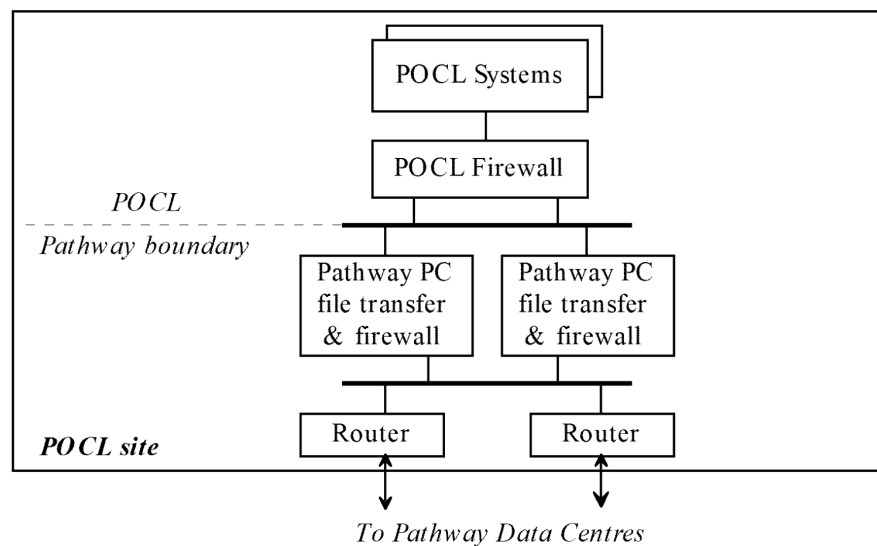 POCL Systems
POCL Firewall
POCL
Pathway boundary
Pathway PC
file transfer
& firewall
Pathway PC
file transfer
& firewall
Router
Router
POCL site
To Pathway Data Centres